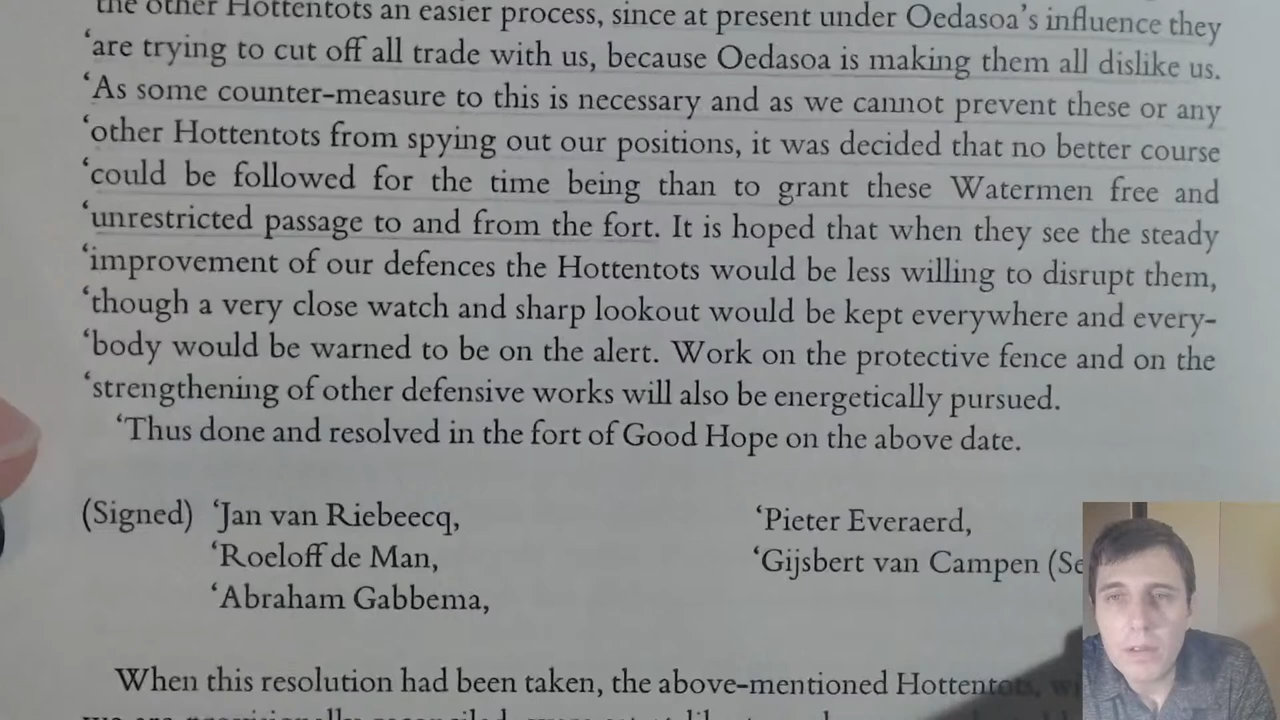 the other Hottentots an easier process, since at present under Oedasoa's influence they
‘are trying to cut off all trade with us, because Oedasoa is making them all dislike us.
‘As some counter-measure to this is necessary and as we cannot prevent these or any
‘other Hottentots from spying out our positions, it was decided that no better course
‘could be followed for the time being than to grant these Watermen free and
‘unrestricted passage to and from the fort. It is hoped that when they see the steady
‘improvement of our defences the Hottentots would be less willing to disrupt them,
‘though a very close watch and sharp lookout would be kept everywhere and every-
‘body would be warned to be on the alert. Work on the protective fence and on the
‘strengthening of other defensive works will also be energetically pursued.
‘Thus done and resolved in the fort of Good Hope on the above date.
(Signed) ‘Jan van Riebeecq, ‘Pieter Everaerd,
‘Roeloff de Man, ‘Gijsbert van Campen
‘Abraham Gabbema,
When this resolution had been taken, the above-mentioned Hottentots,